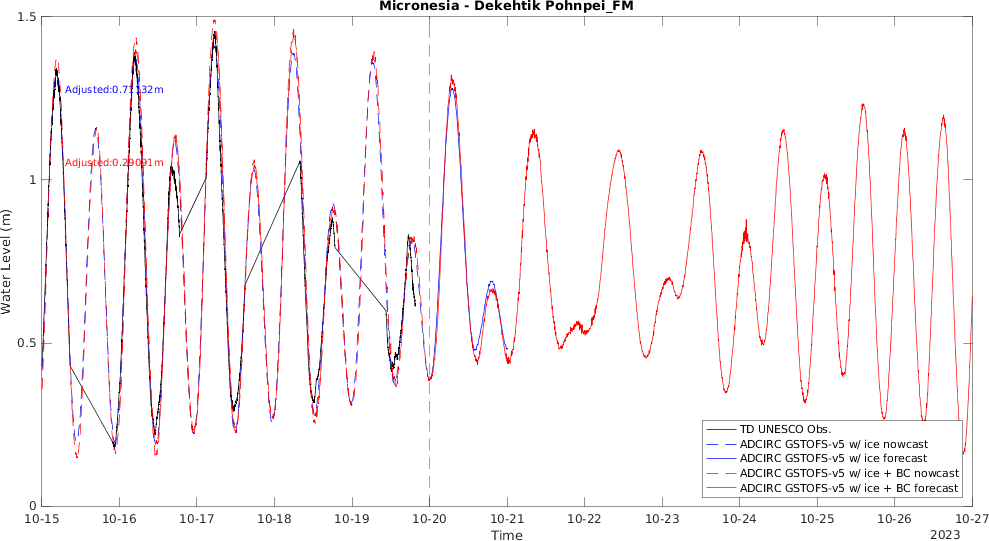 Micronesia - Dekehtik Pohnpei_FM
Water Level (m)
1.5
1
0.5
0
Adjusted:0.71132m
Adjusted:0.29091m
TD UNESCO Obs.
ADCIRC GSTOFS-v5 w/ ice nowcast
ADCIRC GSTOFS-v5 w/ ice forecast
ADCIRC GSTOFS-v5 w/ ice + BC nowcast
ADCIRC GSTOFS-v5 w/ ice + BC forecast
10-15 10-16 10-17 10-18 10-19 10-20 10-21 10-22 10-23 10-24 10-25 10-26 10-27
Time
2023